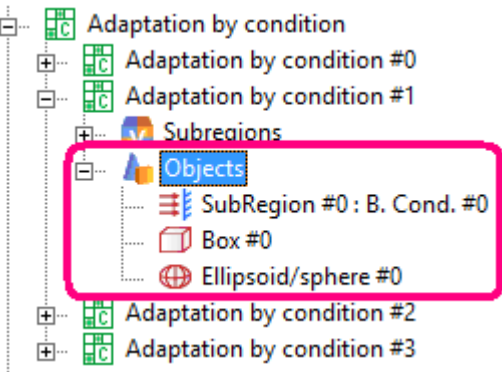 Adaptation by condition
Adaptation by condition #0
Adaptation by condition #1
Subregions
Objects
SubRegion #0 : B. Cond. #0
Box #0
Ellipsoid/sphere #0
Adaptation by condition #2
Adaptation by condition #3